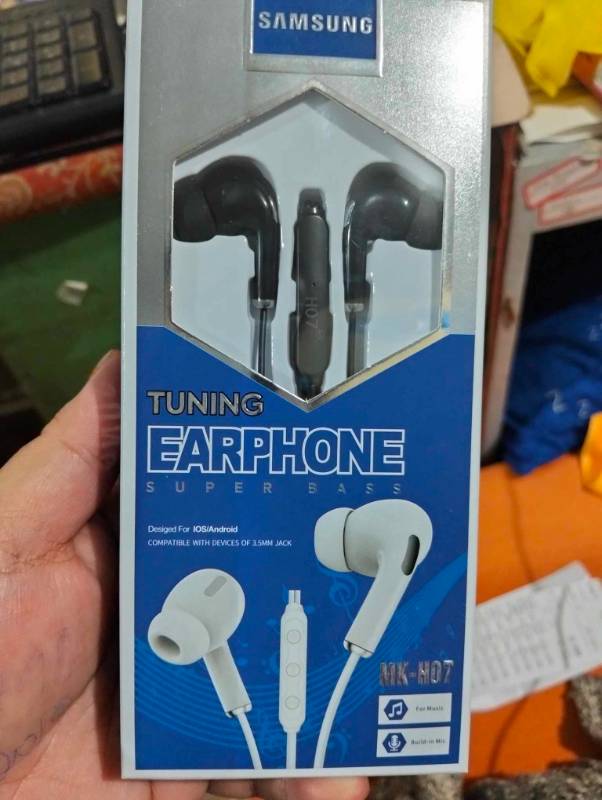 SAMSUNG
H07
TUNING
EARPHONE
SUPER BASS
Desiged For IOS/Android
COMPATIBLE WITH DEVICES OF 3.5MM JACK
MK-H07
For Music
Build-in Mic